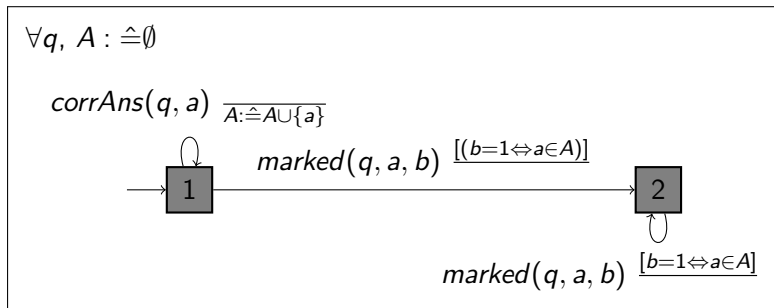 ∀q, A :≙∅
corrAns(q, a) A:≙A∪{a}
marked(q, a, b) [(b=1⇔a∈A)]
1
2
marked(q, a, b) [b=1⇔a∈A]